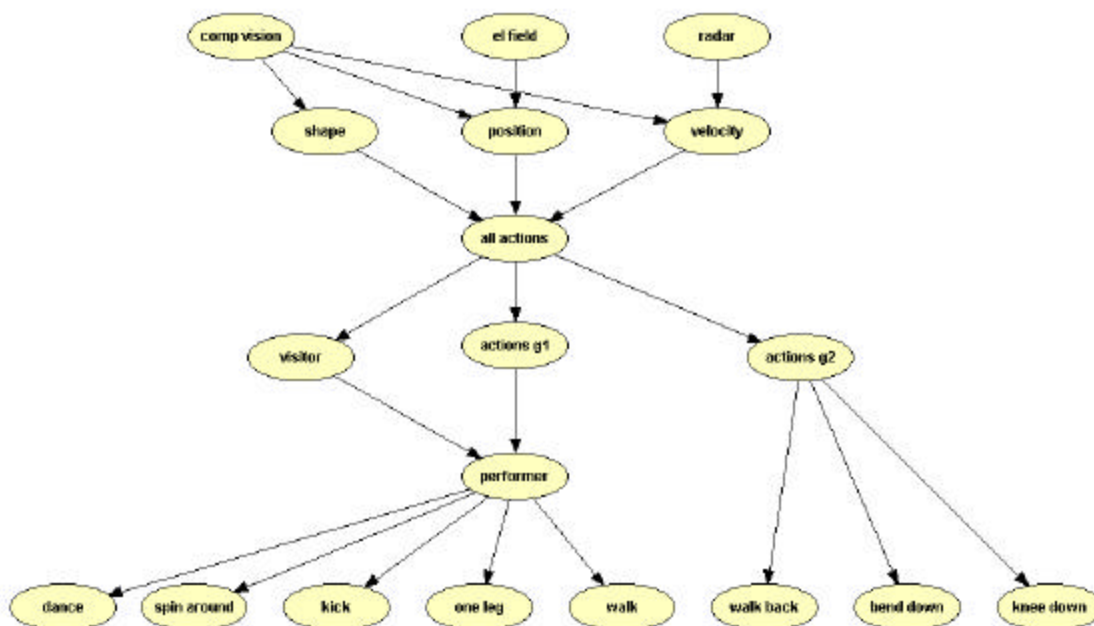 comp vision
el field
radar
shape
position
velocity
all actions
visitor
actions g1
actions g2
performer
dance
spin around
kick
one leg
walk
walk back
bend down
knee down